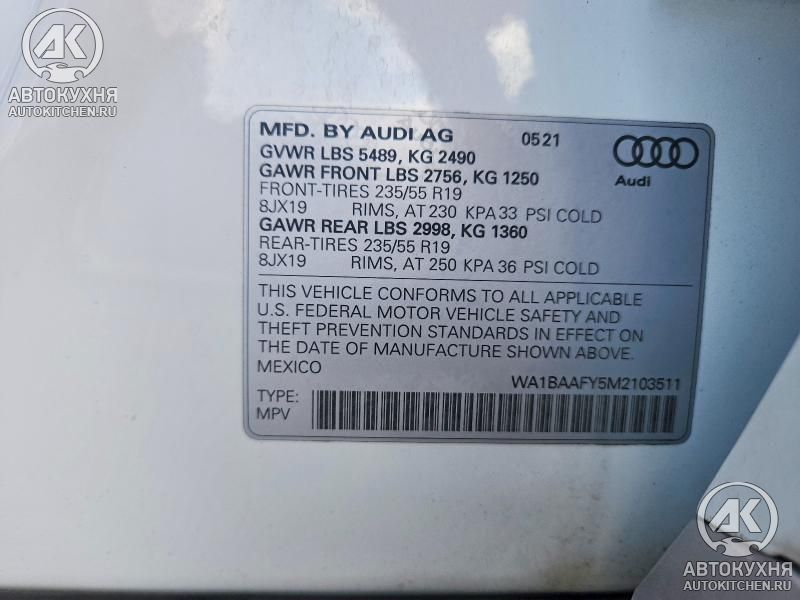 АК
АВТОКУХНЯ
AUTOKITCHEN.RU
MFD. BY AUDI AG 0521
GVWR LBS 5489, KG 2490
GAWR FRONT LBS 2756, KG 1250
FRONT-TIRES 235/55 R19
8JX19 RIMS, AT 230 KPA 33 PSI COLD
GAWR REAR LBS 2998, KG 1360
REAR-TIRES 235/55 R19
8JX19 RIMS, AT 250 KPA 36 PSI COLD
Audi
THIS VEHICLE CONFORMS TO ALL APPLICABLE
U.S. FEDERAL MOTOR VEHICLE SAFETY AND
THEFT PREVENTION STANDARDS IN EFFECT ON
THE DATE OF MANUFACTURE SHOWN ABOVE.
MEXICO WA1BAAFY5M2103511
TYPE:
MPV
АК
АВТОКУХНЯ
AUTOKITCHEN.RU